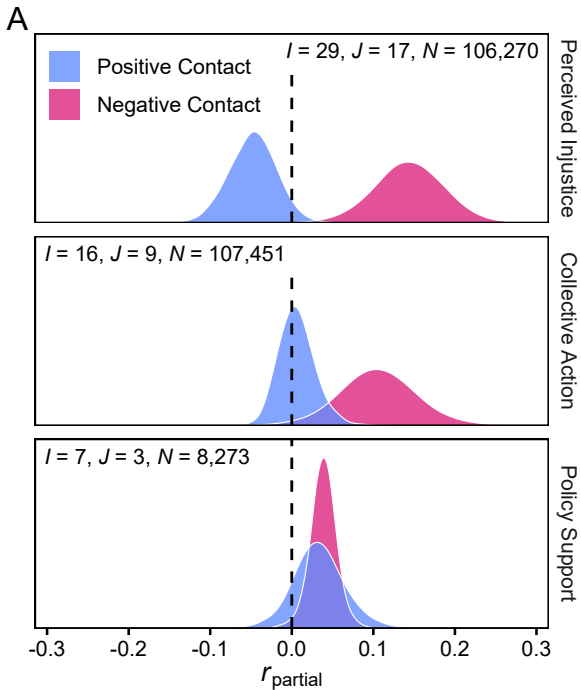 A
I = 29, J = 17, N = 106,270
Positive Contact
Negative Contact
Perceived Injustice
I = 16, J = 9, N = 107,451
Collective Action
I = 7, J = 3, N = 8,273
Policy Support
-0.3 -0.2 -0.1 0.0 0.1 0.2 0.3
rpartial